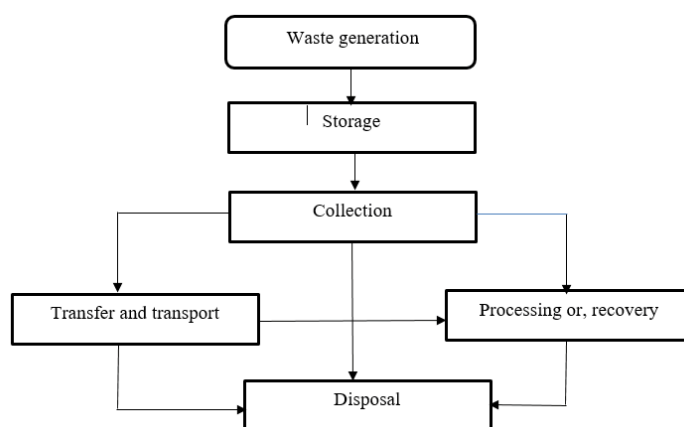 Waste generation
Storage
Collection
Transfer and transport
Processing or, recovery
Disposal